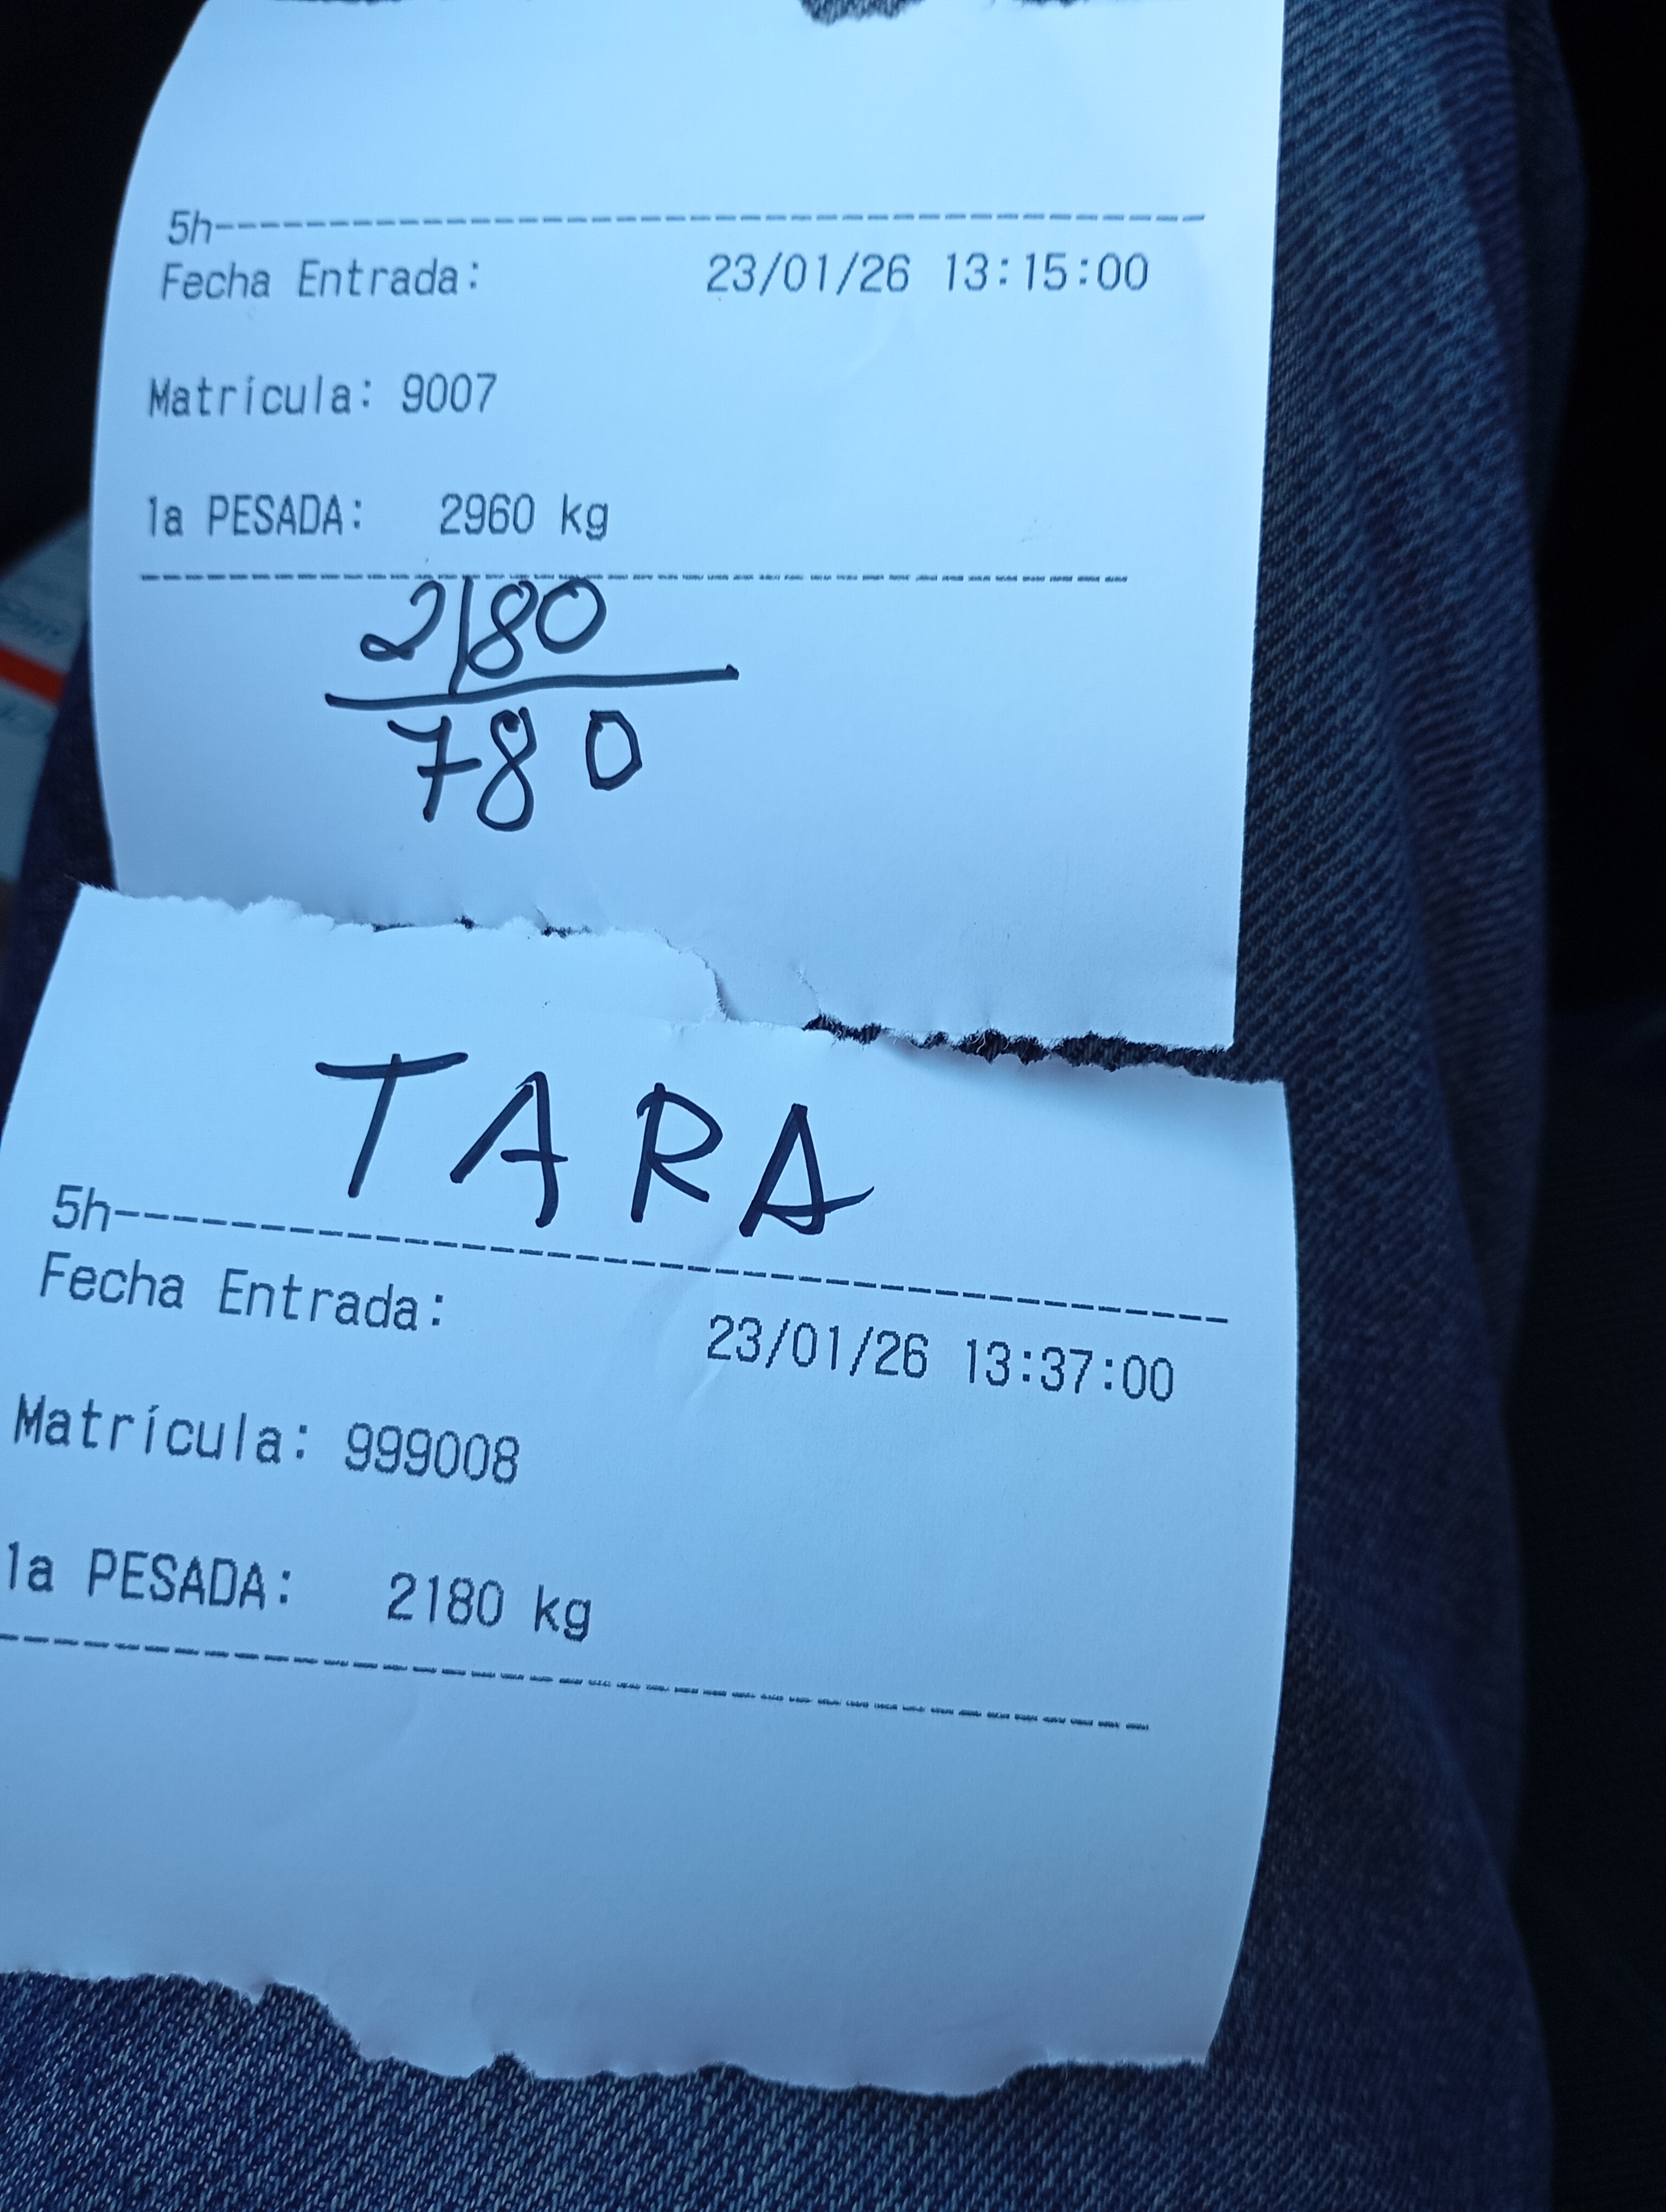 5h---------------------------------
Fecha Entrada: 23/01/26 13:15:00
Matrícula: 9007
1a PESADA: 2960 kg
2180
780
TARA
5h---------------------------------
Fecha Entrada: 23/01/26 13:37:00
Matrícula: 999008
1a PESADA: 2180 kg